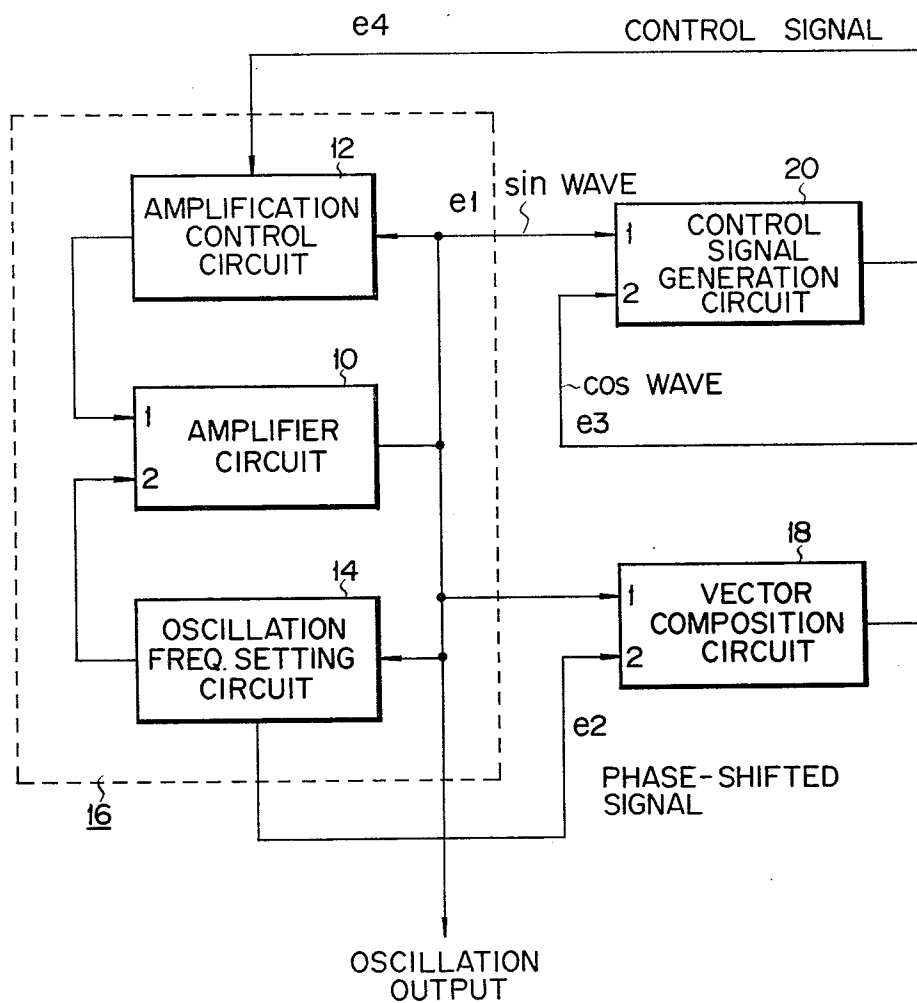 e4
CONTROL SIGNAL
12
AMPLIFICATION
CONTROL
CIRCUIT
e1
sin WAVE
20
1
2
CONTROL
SIGNAL
GENERATION
CIRCUIT
cos WAVE
e3
10
1
2
AMPLIFIER
CIRCUIT
14
OSCILLATION
FREQ. SETTING
CIRCUIT
18
1
2
VECTOR
COMPOSITION
CIRCUIT
e2
PHASE-SHIFTED
SIGNAL
16
OSCILLATION
OUTPUT